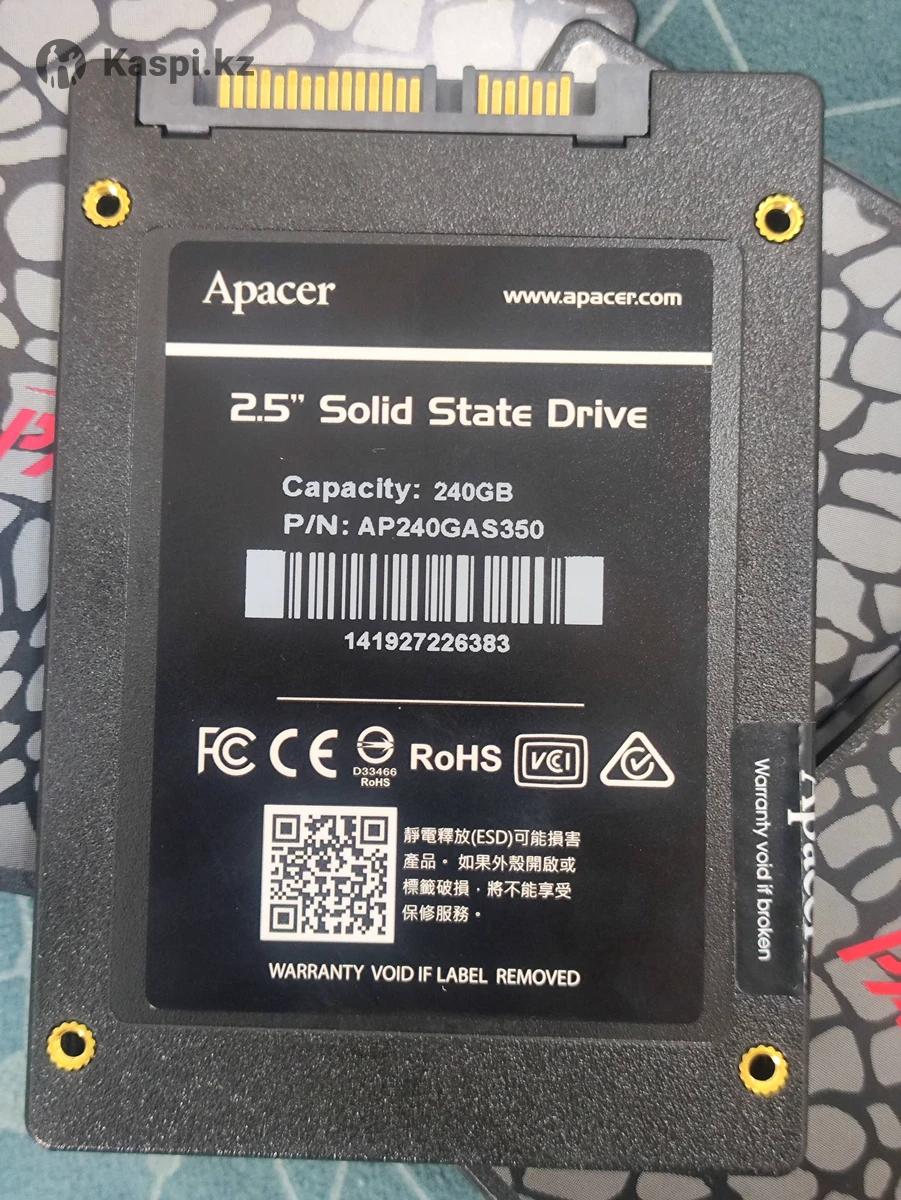 Kaspi.kz
Apacer
www.apacer.com
2.5” Solid State Drive
Capacity: 240GB
P/N: AP240GAS350
141927226383
FC CE
D33466
RoHS
RoHS
VCI
靜電釋放(ESD)可能損害
產品。如果外殼開啟或
標籤破損，將不能享受
保修服務。
WARRANTY VOID IF LABEL REMOVED
Warranty void if broken
Apacer